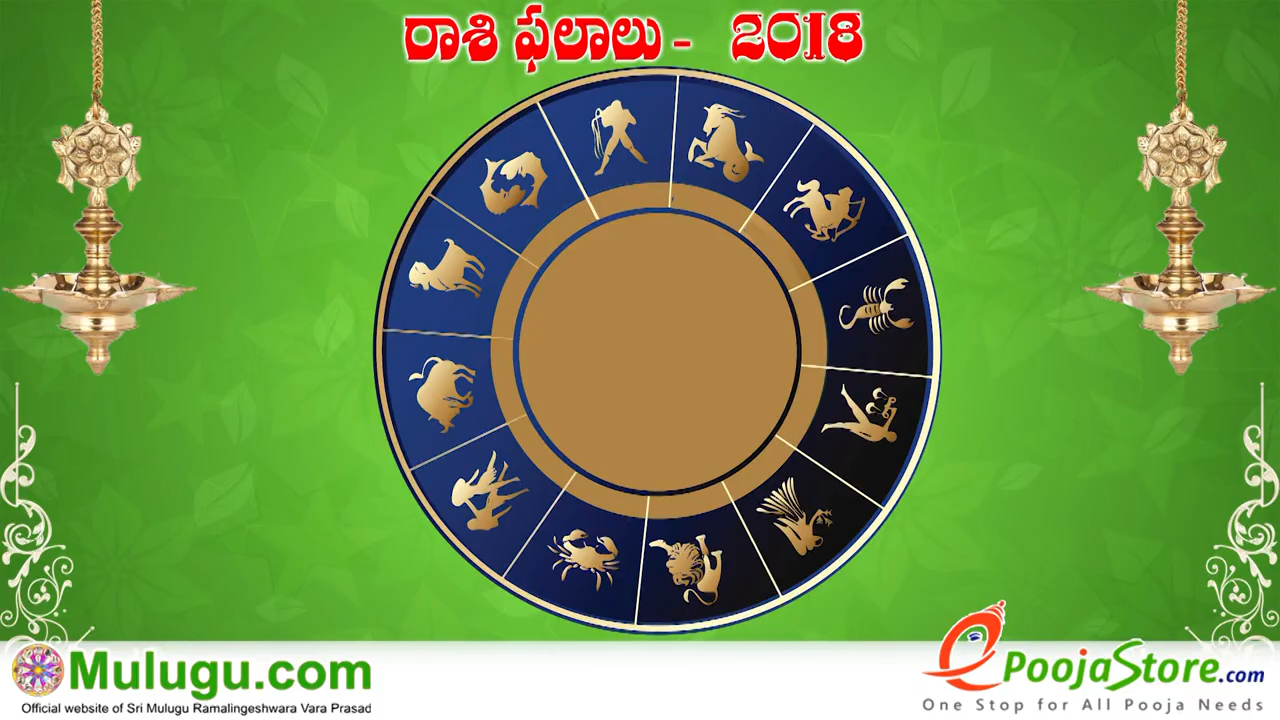 రాశి ఫలాలు - 2018
Mulugu.com
Official website of Sri Mulugu Ramalingeshwara Vara Prasad
ePoojaStore.com
One Stop for All Pooja Needs